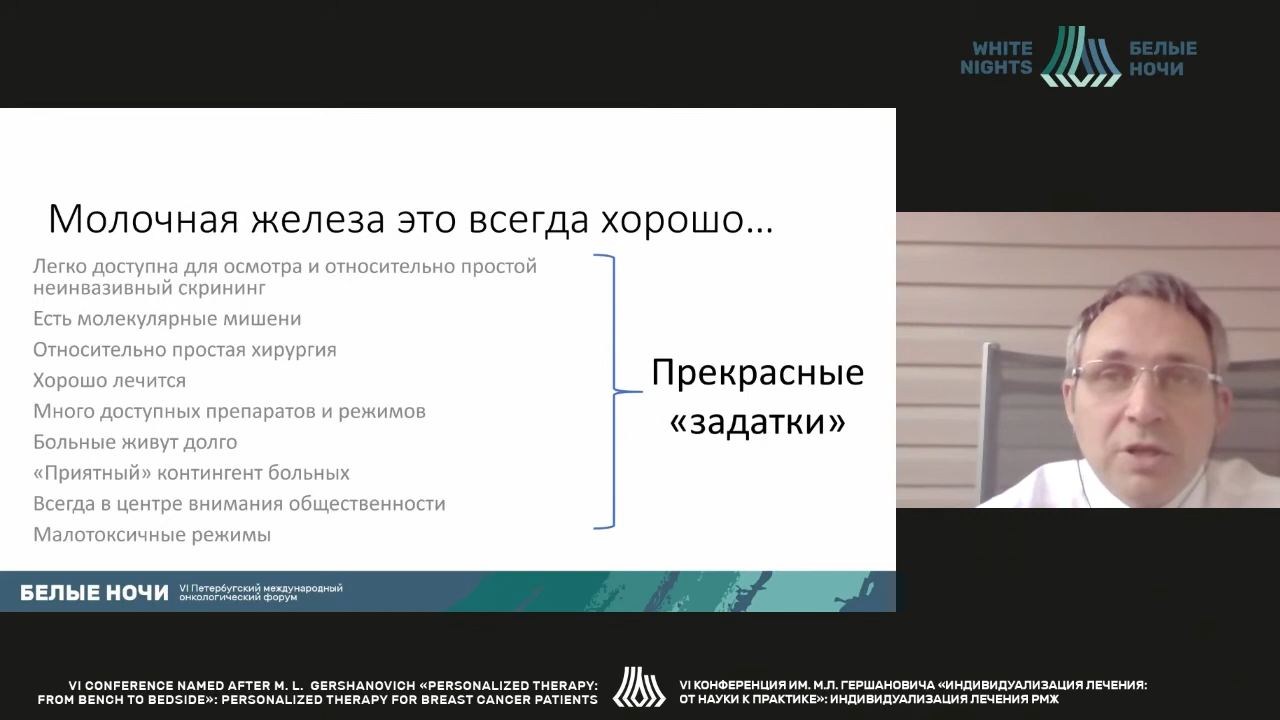 WHITE
NIGHTS
БЕЛЫЕ
НОЧИ
Молочная железа это всегда хорошо...
Легко доступна для осмотра и относительно простой
неинвазивный скрининг
Есть молекулярные мишени
Относительно простая хирургия
Хорошо лечится
Много доступных препаратов и режимов
Больные живут долго
«Приятный» контингент больных
Всегда в центре внимания общественности
Малотоксичные режимы
Прекрасные
«задатки»
БЕЛЫЕ НОЧИ
VI Петербугский международный
онкологический форум
VI CONFERENCE NAMED AFTER M. L. GERSHANOVICH «PERSONALIZED THERAPY:
FROM BENCH TO BEDSIDE»: PERSONALIZED THERAPY FOR BREAST CANCER PATIENTS
VI КОНФЕРЕНЦИЯ ИМ. М.Л. ГЕРШАНОВИЧА «ИНДИВИДУАЛИЗАЦИЯ ЛЕЧЕНИЯ:
ОТ НАУКИ К ПРАКТИКЕ»: ИНДИВИДУАЛИЗАЦИЯ ЛЕЧЕНИЯ РМЖ